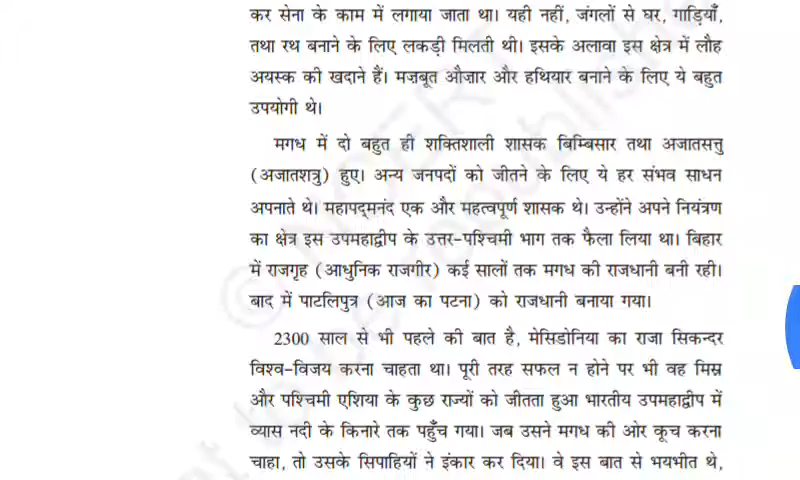 कर सेना के काम में लगाया जाता था। यही नहीं, जंगलों से घर, गाड़ियाँ,
तथा रथ बनाने के लिए लकड़ी मिलती थी। इसके अलावा इस क्षेत्र में लौह
अयस्क की खदाने हैं। मज़बूत औज़ार और हथियार बनाने के लिए ये बहुत
उपयोगी थे।
मगध में दो बहुत ही शक्तिशाली शासक बिम्बिसार तथा अजातसत्तु
(अजातशत्रु) हुए। अन्य जनपदों को जीतने के लिए ये हर संभव साधन
अपनाते थे। महापद्मनंद एक और महत्वपूर्ण शासक थे। उन्होंने अपने नियंत्रण
का क्षेत्र इस उपमहाद्वीप के उत्तर-पश्चिमी भाग तक फैला लिया था। बिहार
में राजगृह (आधुनिक राजगीर) कई सालों तक मगध की राजधानी बनी रही।
बाद में पाटलिपुत्र (आज का पटना) को राजधानी बनाया गया।
2300 साल से भी पहले की बात है, मेसिडोनिया का राजा सिकन्दर
विश्व-विजय करना चाहता था। पूरी तरह सफल न होने पर भी वह मिस्र
और पश्चिमी एशिया के कुछ राज्यों को जीतता हुआ भारतीय उपमहाद्वीप में
व्यास नदी के किनारे तक पहुँच गया। जब उसने मगध की ओर कूच करना
चाहा, तो उसके सिपाहियों ने इंकार कर दिया। वे इस बात से भयभीत थे,